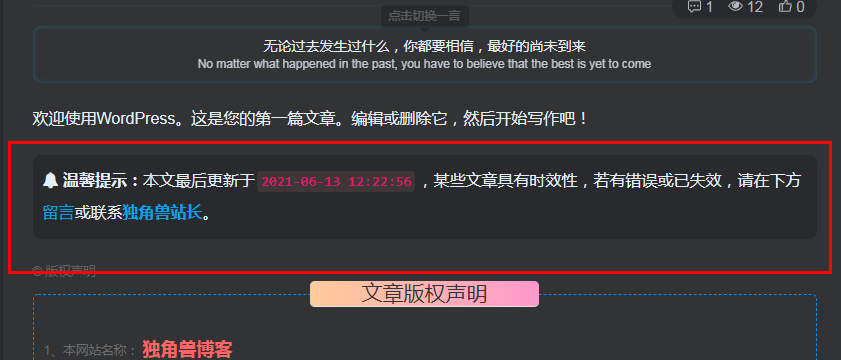 1 12 0
点击切换一言
无论过去发生过什么，你都要相信，最好的尚未到来
No matter what happened in the past, you have to believe that the best is yet to come
欢迎使用WordPress。这是您的第一篇文章。编辑或删除它，然后开始写作吧！
温馨提示：本文最后更新于 2021-06-13 12:22:56 ，某些文章具有时效性，若有错误或已失效，请在下方
留言或联系独角兽站长。
© 版权声明
文章版权声明
1、本网站名称： 独角兽博客